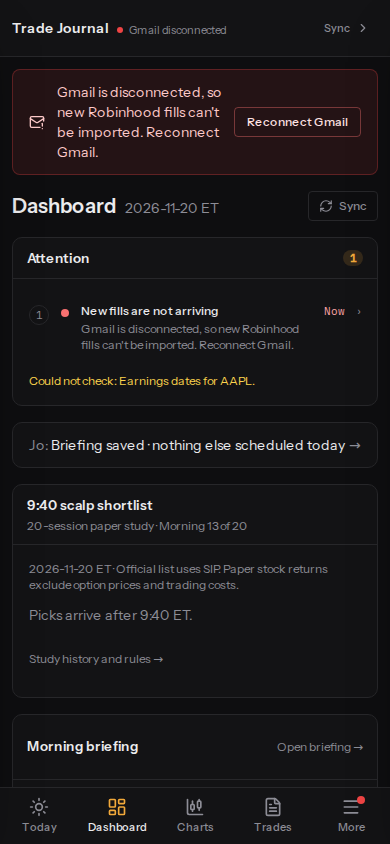 Trade Journal
Gmail disconnected
Sync
Gmail is disconnected, so
new Robinhood fills can't
be imported. Reconnect
Gmail.
Reconnect Gmail
Dashboard 2026-11-20 ET
Sync
Attention
1
1
New fills are not arriving
Now ›
Gmail is disconnected, so new Robinhood
fills can't be imported. Reconnect Gmail.
Could not check: Earnings dates for AAPL.
Jo: Briefing saved · nothing else scheduled today →
9:40 scalp shortlist
20-session paper study · Morning 13 of 20
2026-11-20 ET · Official list uses SIP. Paper stock returns
exclude option prices and trading costs.
Picks arrive after 9:40 ET.
Study history and rules →
Morning briefing
Open briefing →
Today
Dashboard
Charts
Trades
More